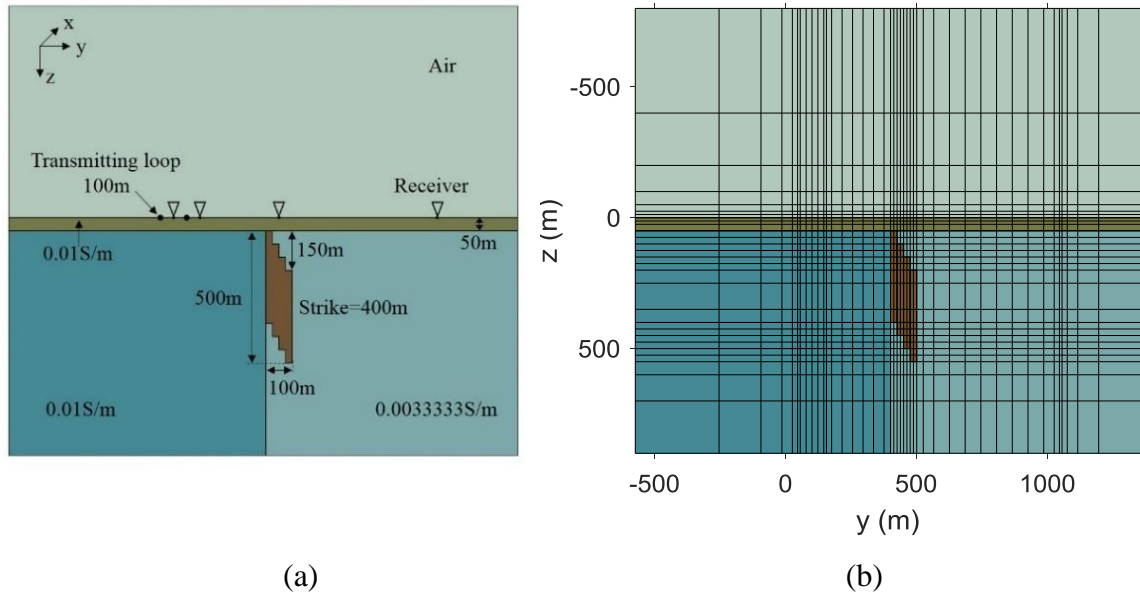 x
y
z
Air
Transmitting loop
100m
Receiver
50m
0.01S/m
150m
500m
Strike=400m
100m
0.01S/m
0.0033333S/m
(a)
-500
0
500
z (m)
-500
0
500
1000
y (m)
(b)